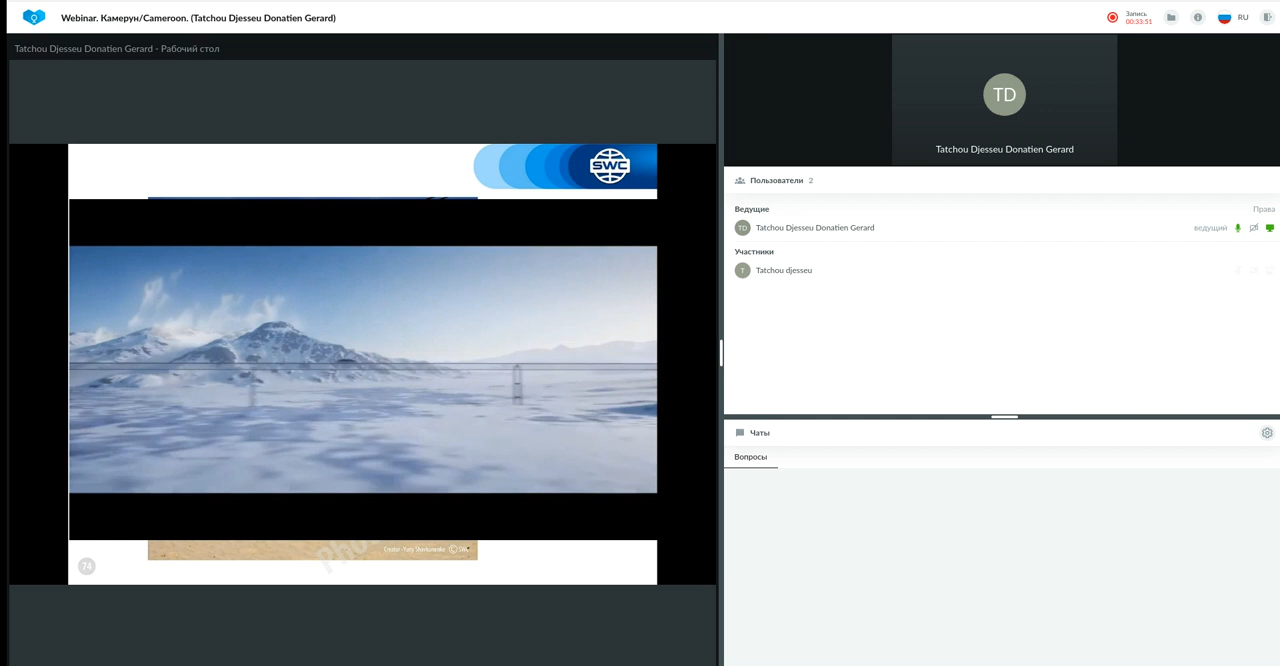 Webinar. Камерун/Cameroon. (Tatchou Djesseu Donatien Gerard)
Запись
00:33:51
RU
Tatchou Djesseu Donatien Gerard - Рабочий стол
SWC
TD
Tatchou Djesseu Donatien Gerard
Пользователи 2
Ведущие Права
TD Tatchou Djesseu Donatien Gerard ведущий
Участники
T Tatchou djesseu
Чаты
Вопросы
74